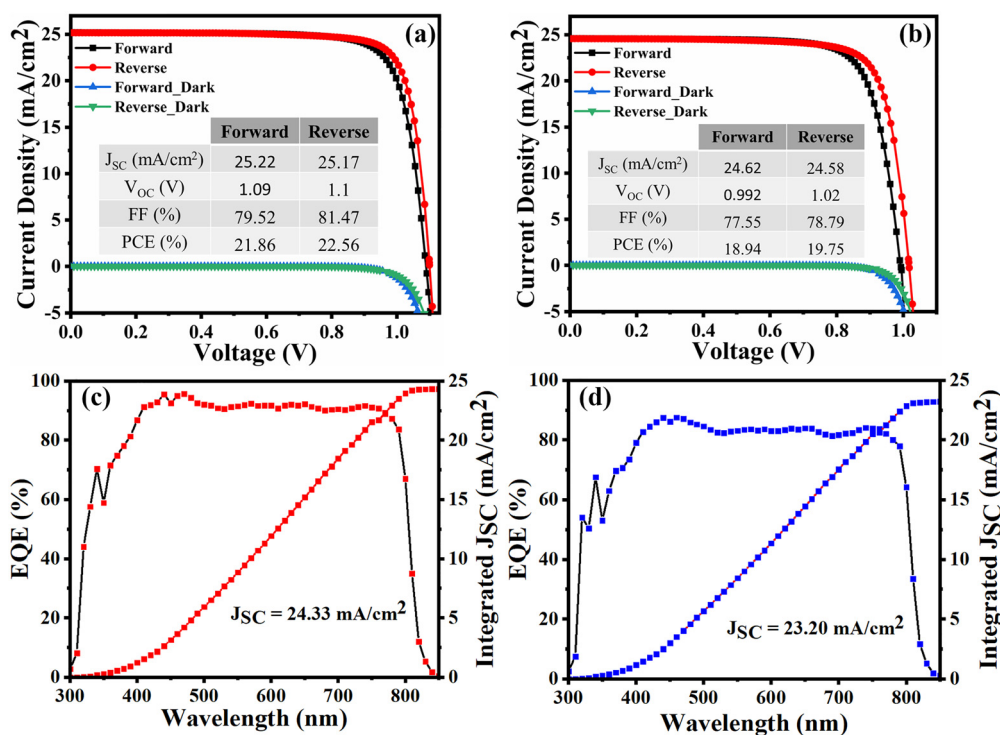 (a)
Current Density (mA/cm²)
25
20
15
10
5
0
-5
Forward
Reverse
Forward_Dark
Reverse_Dark
Forward Reverse
JSC (mA/cm²) 25.22 25.17
VOC (V) 1.09 1.1
FF (%) 79.52 81.47
PCE (%) 21.86 22.56
0.0 0.2 0.4 0.6 0.8 1.0
Voltage (V)
(b)
Current Density (mA/cm²)
25
20
15
10
5
0
-5
Forward
Reverse
Forward_Dark
Reverse_Dark
Forward Reverse
JSC (mA/cm²) 24.62 24.58
VOC (V) 0.992 1.02
FF (%) 77.55 78.79
PCE (%) 18.94 19.75
0.0 0.2 0.4 0.6 0.8 1.0
Voltage (V)
(c)
EQE (%)
100
80
60
40
20
0
JSC = 24.33 mA/cm²
25
20
15
10
5
0
Integrated JSC (mA/cm²)
300 400 500 600 700 800
Wavelength (nm)
(d)
EQE (%)
100
80
60
40
20
0
JSC = 23.20 mA/cm²
25
20
15
10
5
0
Integrated JSC (mA/cm²)
300 400 500 600 700 800
Wavelength (nm)